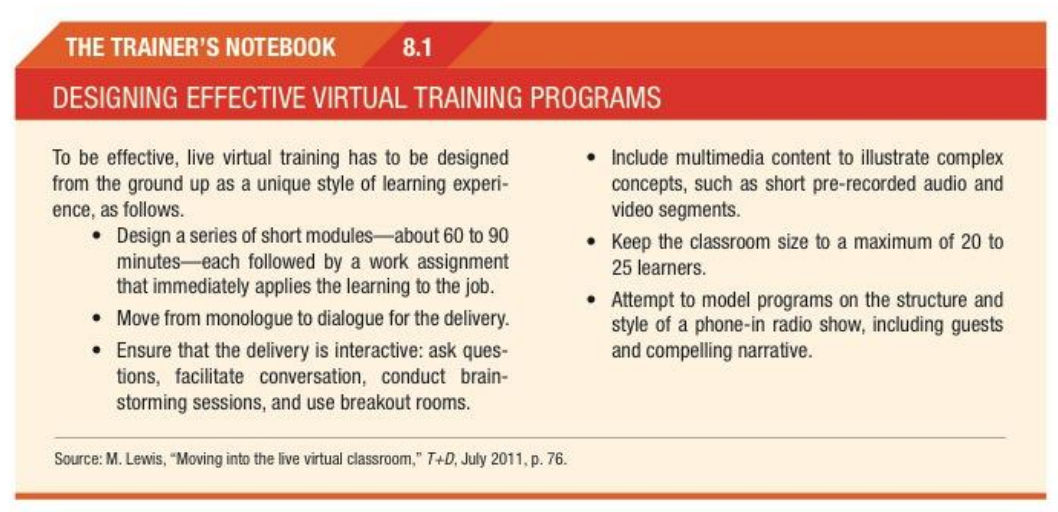 THE TRAINER'S NOTEBOOK 8.1
DESIGNING EFFECTIVE VIRTUAL TRAINING PROGRAMS
To be effective, live virtual training has to be designed
from the ground up as a unique style of learning experi-
ence, as follows.
• Design a series of short modules—about 60 to 90
minutes—each followed by a work assignment
that immediately applies the learning to the job.
• Move from monologue to dialogue for the delivery.
• Ensure that the delivery is interactive: ask ques-
tions, facilitate conversation, conduct brain-
storming sessions, and use breakout rooms.
• Include multimedia content to illustrate complex
concepts, such as short pre-recorded audio and
video segments.
• Keep the classroom size to a maximum of 20 to
25 learners.
• Attempt to model programs on the structure and
style of a phone-in radio show, including guests
and compelling narrative.
Source: M. Lewis, “Moving into the live virtual classroom,” T+D, July 2011, p. 76.